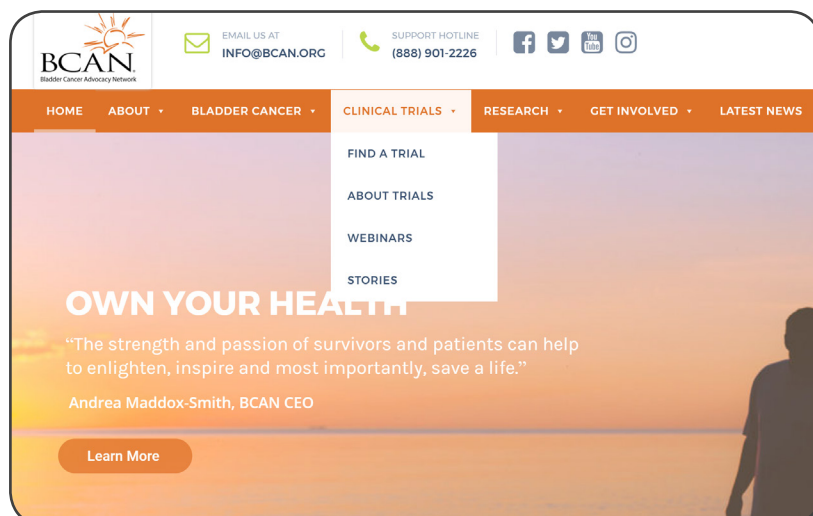 BCAN
Bladder Cancer Advocacy Network
EMAIL US AT
INFO@BCAN.ORG
SUPPORT HOTLINE
(888) 901-2226
You
Tube
HOME ABOUT BLADDER CANCER CLINICAL TRIALS RESEARCH GET INVOLVED LATEST NEWS
FIND A TRIAL
ABOUT TRIALS
WEBINARS
STORIES
OWN YOUR HEALTH
“The strength and passion of survivors and patients can help
to enlighten, inspire and most importantly, save a life.”
Andrea Maddox-Smith, BCAN CEO
Learn More